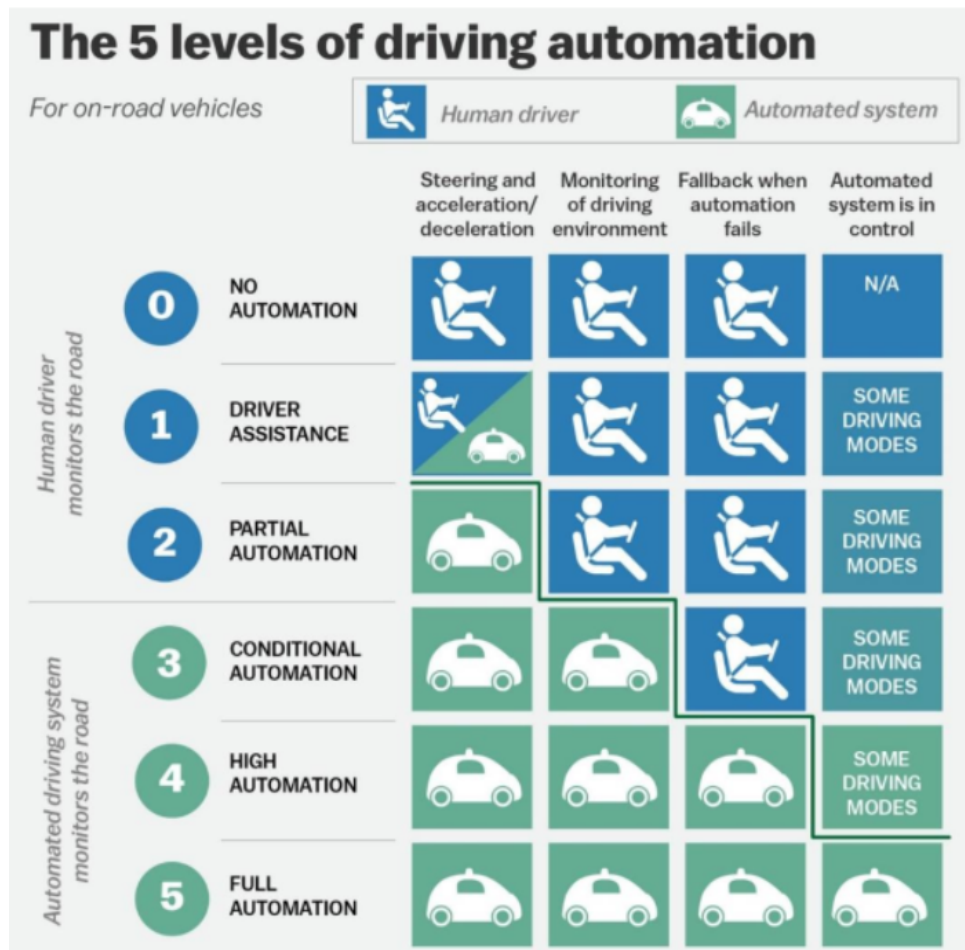 The 5 levels of driving automation
For on-road vehicles
Human driver
Automated system
Steering and
acceleration/
deceleration
Monitoring
of driving
environment
Fallback when
automation
fails
Automated
system is in
control
Human driver
monitors the road
0
NO
AUTOMATION
N/A
1
DRIVER
ASSISTANCE
SOME
DRIVING
MODES
2
PARTIAL
AUTOMATION
SOME
DRIVING
MODES
Automated driving system
monitors the road
3
CONDITIONAL
AUTOMATION
SOME
DRIVING
MODES
4
HIGH
AUTOMATION
SOME
DRIVING
MODES
5
FULL
AUTOMATION